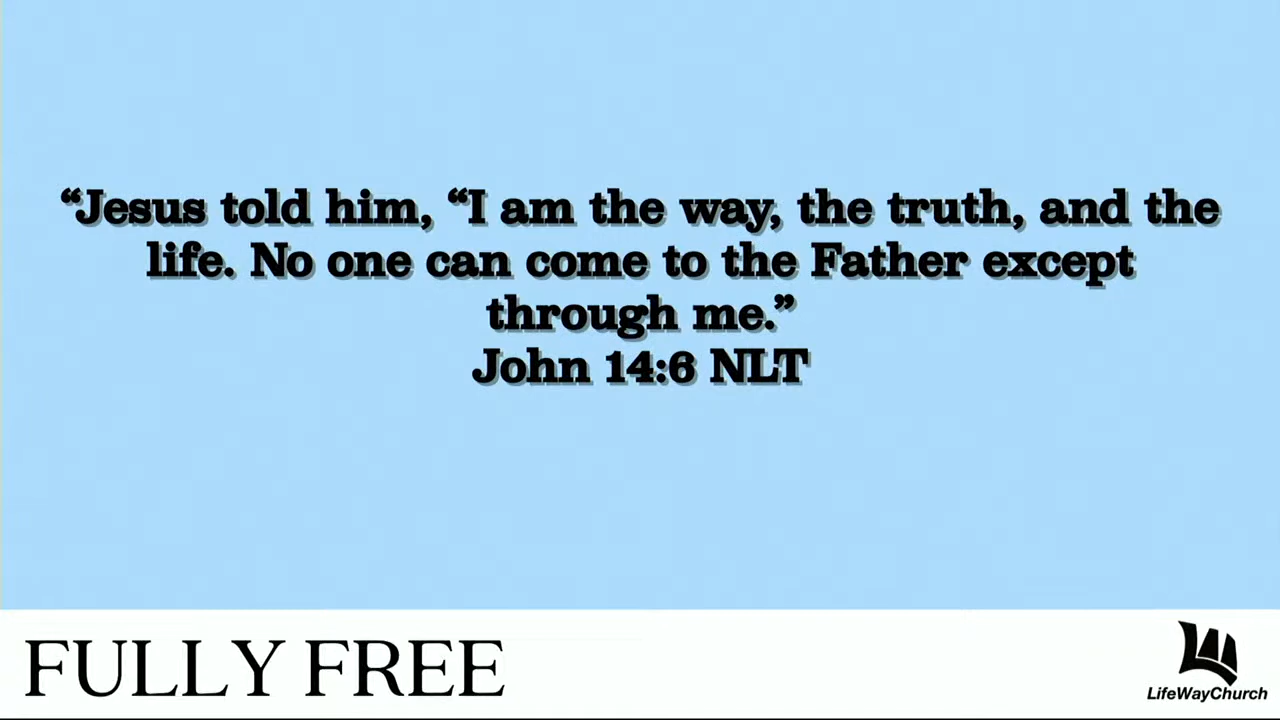 “Jesus told him, “I am the way, the truth, and the
life. No one can come to the Father except
through me.”
John 14:6 NLT
FULLY FREE
LifeWayChurch